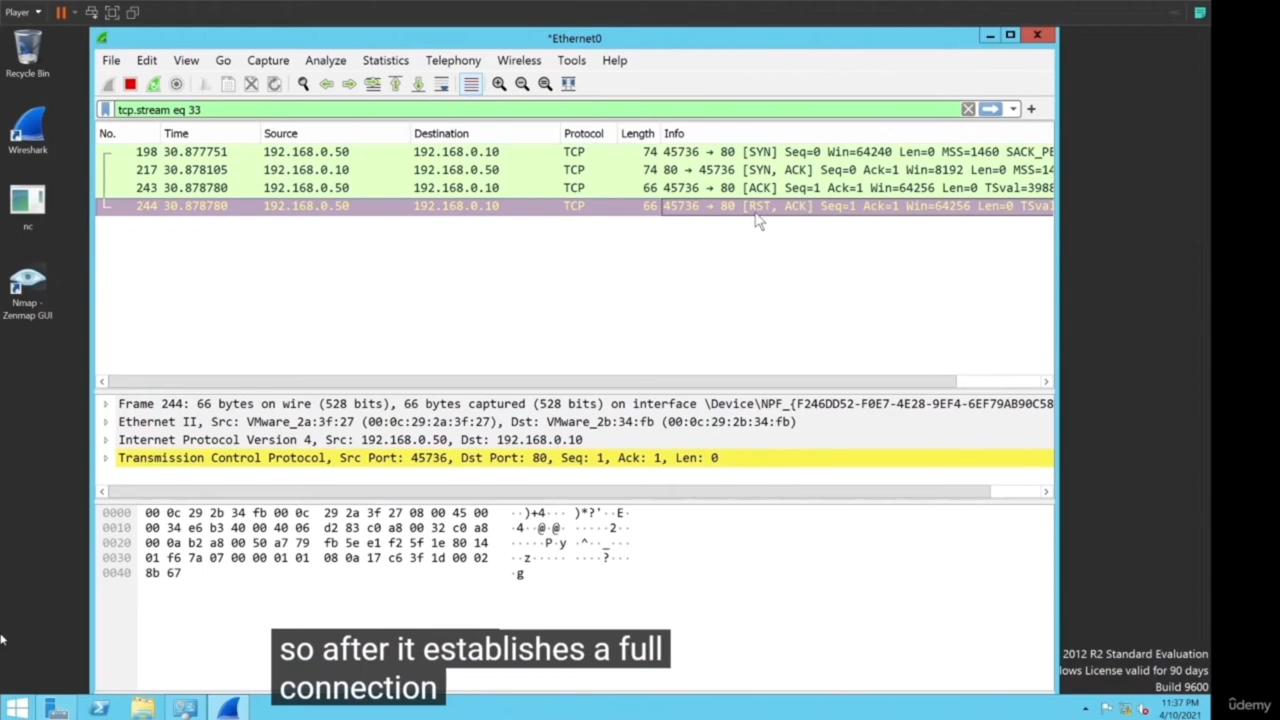 Player
*Ethernet0
Recycle Bin
File Edit View Go Capture Analyze Statistics Telephony Wireless Tools Help
tcp.stream eq 33
No. Time Source Destination Protocol Length Info
198 30.877751 192.168.0.50 192.168.0.10 TCP 74 45736 → 80 [SYN] Seq=0 Win=64240 Len=0 MSS=1460 SACK_PE
217 30.878105 192.168.0.10 192.168.0.50 TCP 74 80 → 45736 [SYN, ACK] Seq=0 Ack=1 Win=8192 Len=0 MSS=14
243 30.878780 192.168.0.50 192.168.0.10 TCP 66 45736 → 80 [ACK] Seq=1 Ack=1 Win=64256 Len=0 TSval=3988
244 30.878780 192.168.0.50 192.168.0.10 TCP 66 45736 → 80 [RST, ACK] Seq=1 Ack=1 Win=64256 Len=0 TSval
Wireshark
nc
Nmap -
Zenmap GUI
Frame 244: 66 bytes on wire (528 bits), 66 bytes captured (528 bits) on interface \Device\NPF_{F246DD52-F0E7-4E28-9EF4-6EF79AB90C58
Ethernet II, Src: VMware_2a:3f:27 (00:0c:29:2a:3f:27), Dst: VMware_2b:34:fb (00:0c:29:2b:34:fb)
Internet Protocol Version 4, Src: 192.168.0.50, Dst: 192.168.0.10
Transmission Control Protocol, Src Port: 45736, Dst Port: 80, Seq: 1, Ack: 1, Len: 0
0000 00 0c 29 2b 34 fb 00 0c 29 2a 3f 27 08 00 45 00 ··)+4··· )*?'··E·
0010 00 34 e6 b3 40 00 40 06 d2 83 c0 a8 00 32 c0 a8 ·4··@·@· ·····2··
0020 00 0a b2 a8 00 50 a7 79 fb 5e e1 f2 5f 1e 80 14 ·····P·y ·^··_···
0030 01 f6 7a 07 00 00 01 01 08 0a 17 c6 3f 1d 00 02 ··z····· ····?···
0040 8b 67 ·g
so after it establishes a full
connection
2012 R2 Standard Evaluation
ows License valid for 90 days
Build 9600
11:37 PM
4/10/2021
ûdemy